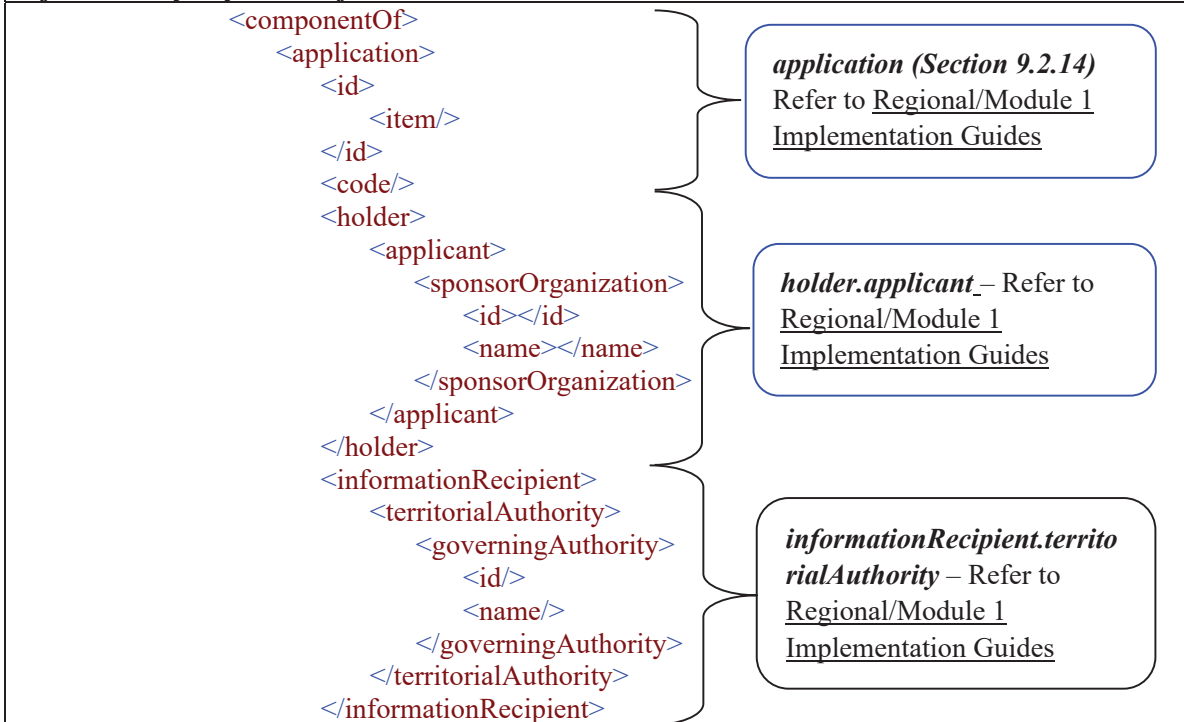 <componentOf>
<application>
<id>
<item/>
</id>
<code/>
<holder>
<applicant>
<sponsorOrganization>
<id></id>
<name></name>
</sponsorOrganization>
</applicant>
</holder>
<informationRecipient>
<territorialAuthority>
<governingAuthority>
<id/>
<name/>
</governingAuthority>
</territorialAuthority>
</informationRecipient>
application (Section 9.2.14)
Refer to Regional/Module 1
Implementation Guides
holder.applicant – Refer to
Regional/Module 1
Implementation Guides
informationRecipient.territo
rialAuthority – Refer to
Regional/Module 1
Implementation Guides